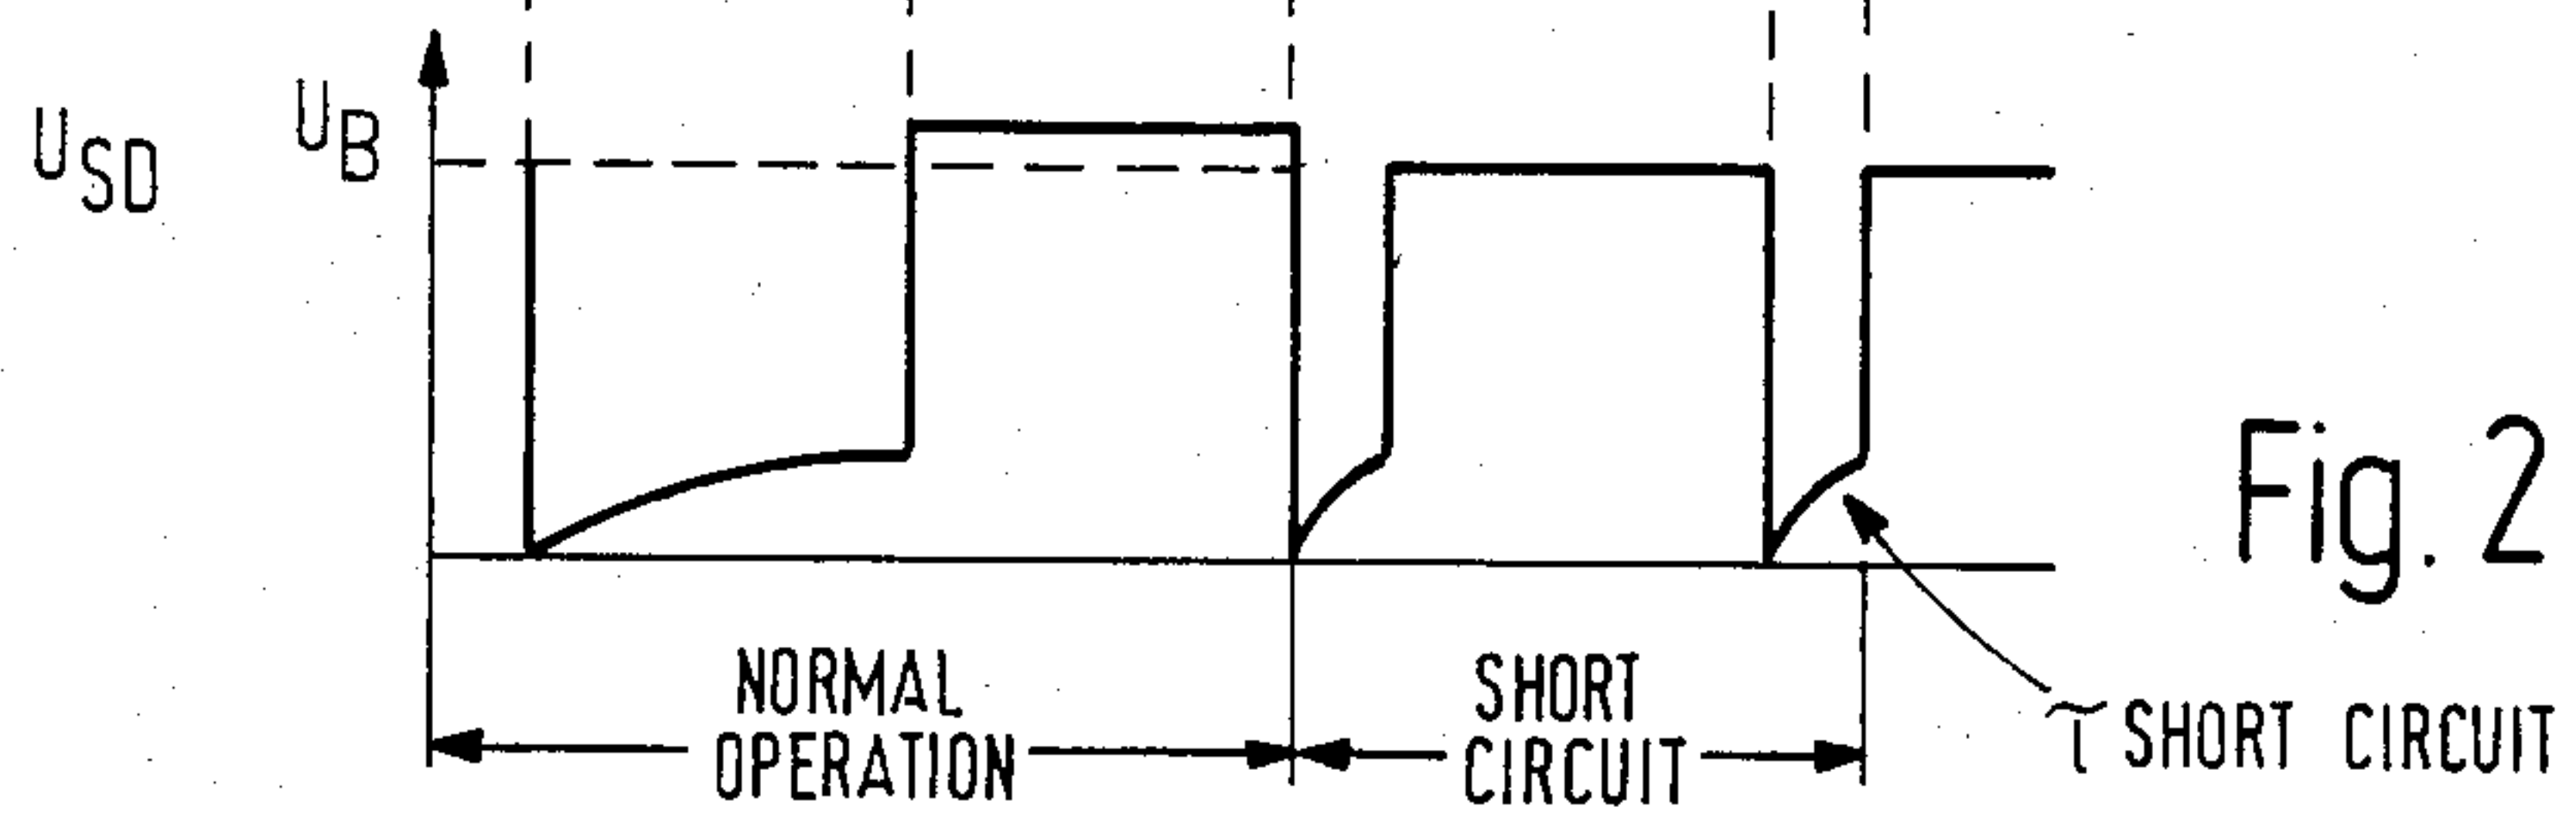 USD
UB
NORMAL
OPERATION
SHORT
CIRCUIT
τ SHORT CIRCUIT
Fig. 2